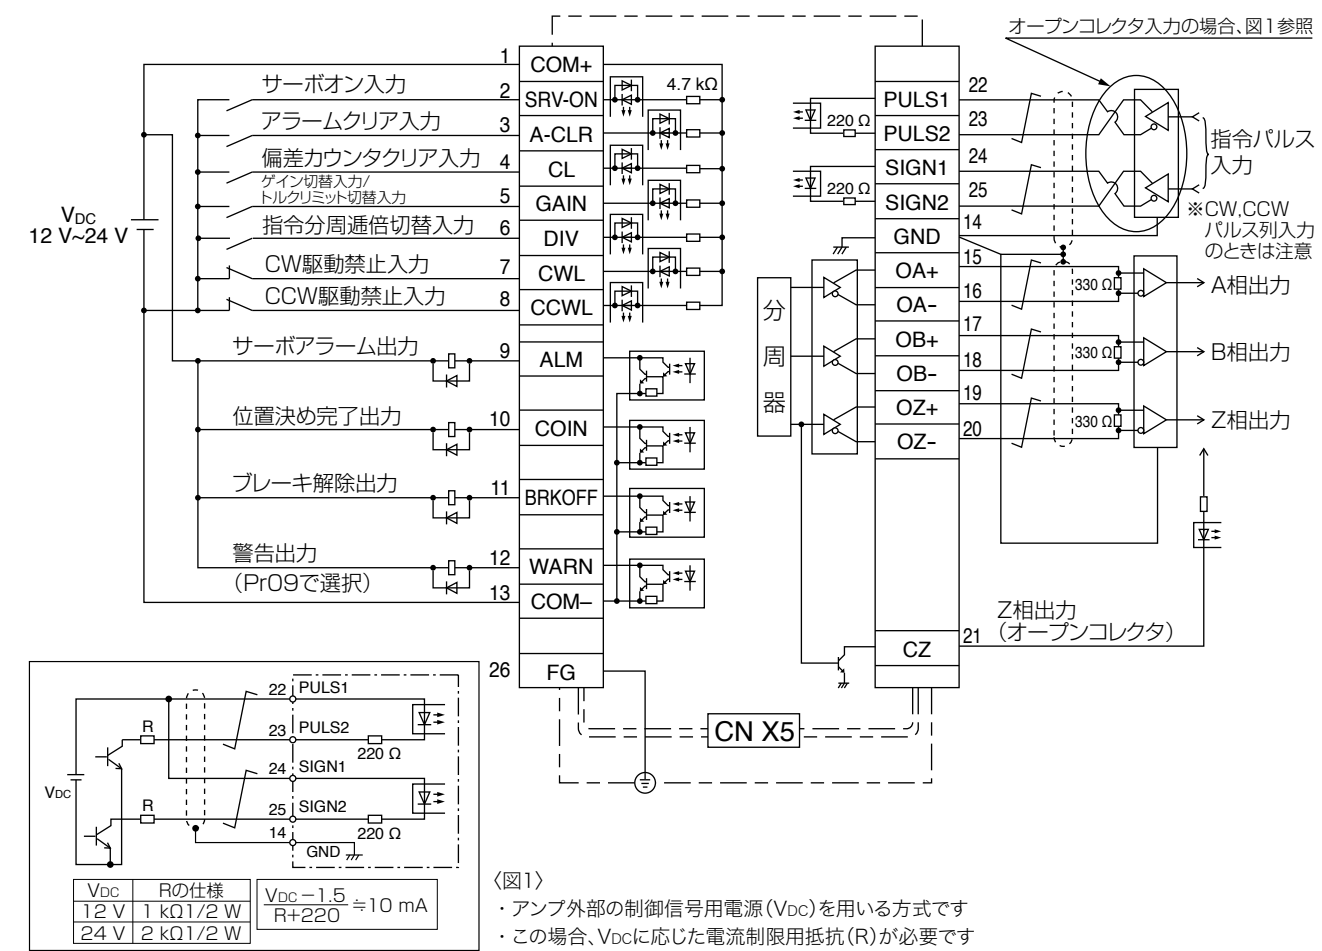 オープンコレクタ入力の場合、図1参照
1 COM+
サーボオン入力 2 SRV-ON 4.7 kΩ
アラームクリア入力 3 A-CLR
偏差カウンタクリア入力 4 CL
ゲイン切替入力/
トルクリミット切替入力 5 GAIN
指令分周逓倍切替入力 6 DIV
CW駆動禁止入力 7 CWL
CCW駆動禁止入力 8 CCWL
VDC
12 V~24 V
サーボアラーム出力 9 ALM
位置決め完了出力 10 COIN
ブレーキ解除出力 11 BRKOFF
警告出力 12 WARN
(Pr09で選択)
13 COM–
26 FG
220 Ω PULS1 22
PULS2 23
220 Ω SIGN1 24
SIGN2 25
指令パルス
入力
※CW,CCW
パルス列入力
のときは注意
GND 14
OA+ 15
OA− 16
330 Ω A相出力
OB+ 17
OB− 18
330 Ω B相出力
OZ+ 19
OZ− 20
330 Ω Z相出力
分
周
器
Z相出力
(オープンコレクタ)
CZ 21
CN X5
22 PULS1
R 23 PULS2
220 Ω
24 SIGN1
VDC
R 25 SIGN2
220 Ω
14 GND
VDC Rの仕様
12 V 1 kΩ1/2 W
24 V 2 kΩ1/2 W
VDC−1.5
R+220
≒10 mA
〈図1〉
・アンプ外部の制御信号用電源(VDC)を用いる方式です
・この場合、VDCに応じた電流制限用抵抗(R)が必要です